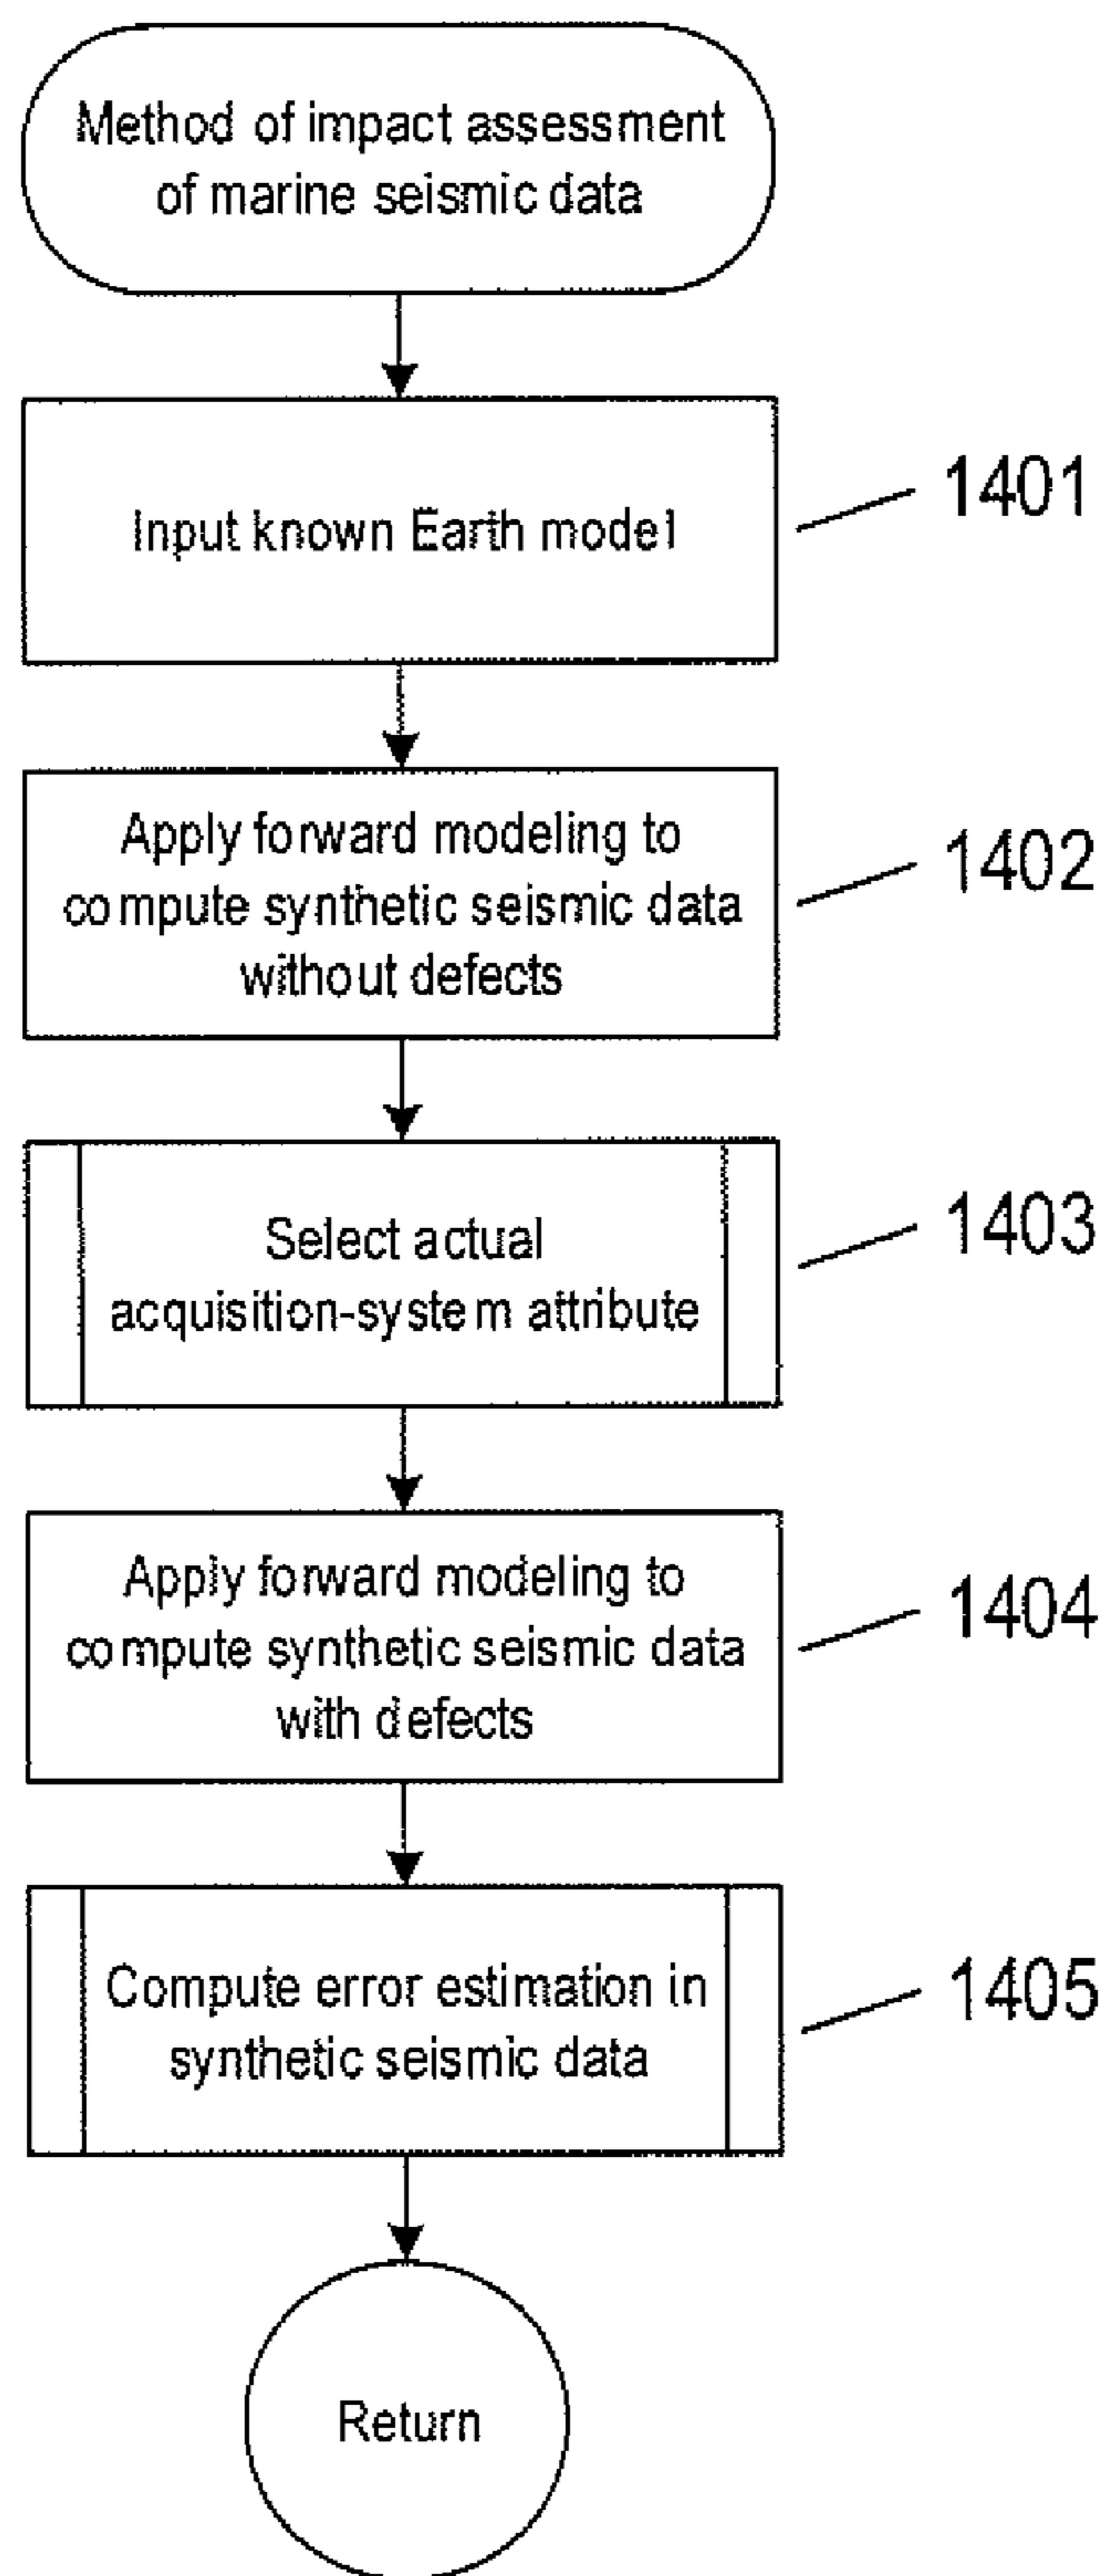 Method of impact assessment
of marine seismic data
Input known Earth model
1401
Apply forward modeling to
compute synthetic seismic data
without defects
1402
Select actual
acquisition-system attribute
1403
Apply forward modeling to
compute synthetic seismic data
with defects
1404
Compute error estimation in
synthetic seismic data
1405
Return